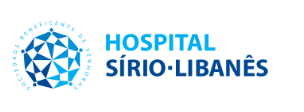 SOCIEDADE BENEFICENTE DE SENHORAS
HOSPITAL
SÍRIO·LIBANÊS